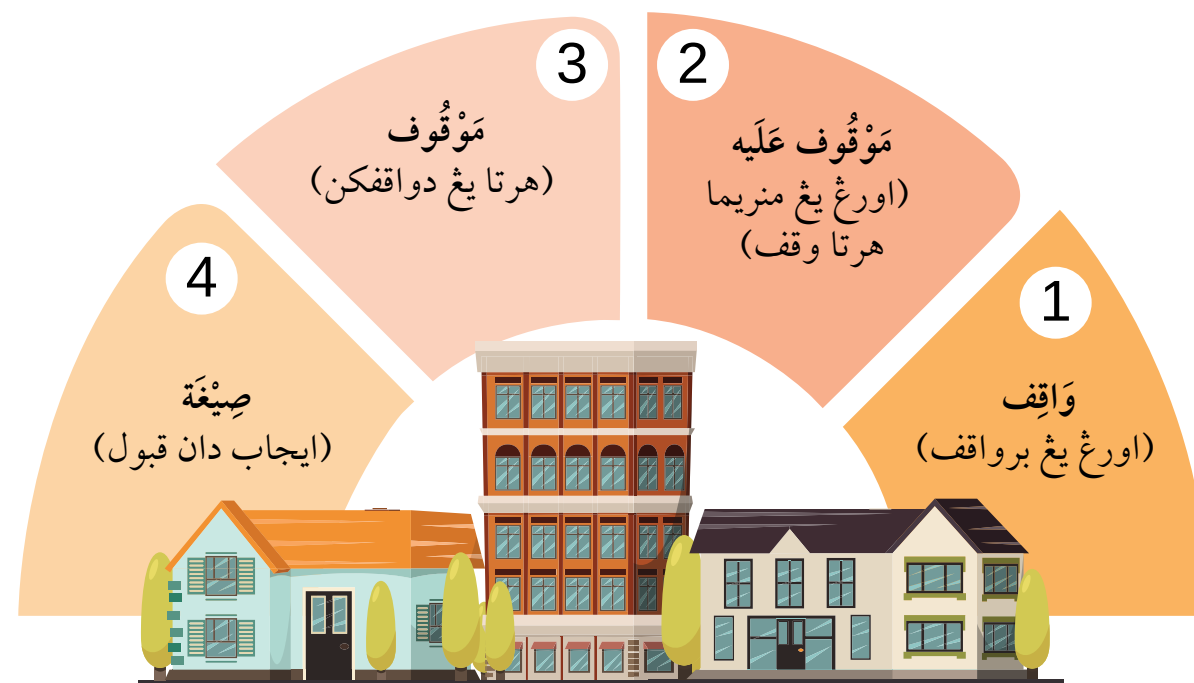 1
وَاقِف
(اورڠ يڠ برواقف)
2
مَوْقُوف عَلَيه
(اورڠ يڠ منريما
هرتا وقف)
3
مَوْقُوف
(هرتا يڠ دواقفكن)
4
صِيْغَة
(ايجاب دان قبول)